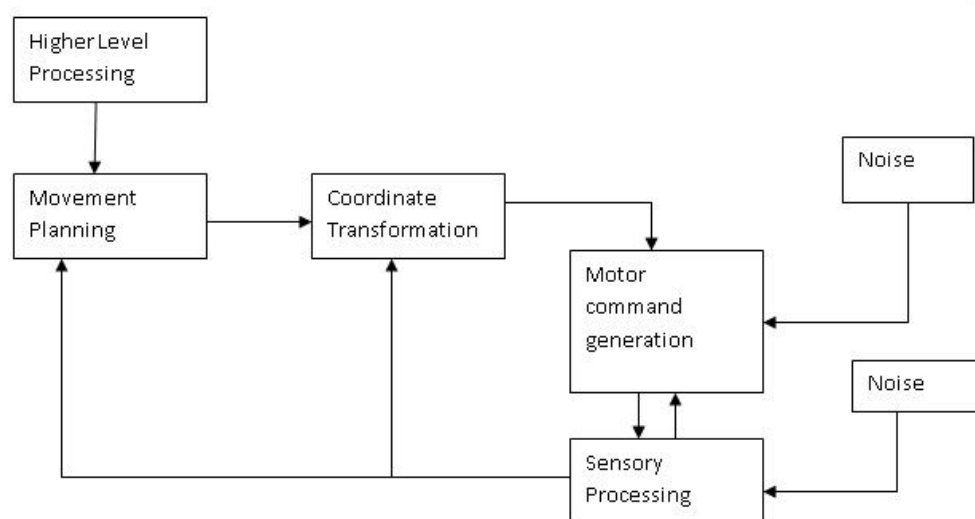 Higher Level
Processing
Movement
Planning
Coordinate
Transformation
Noise
Motor
command
generation
Noise
Sensory
Processing